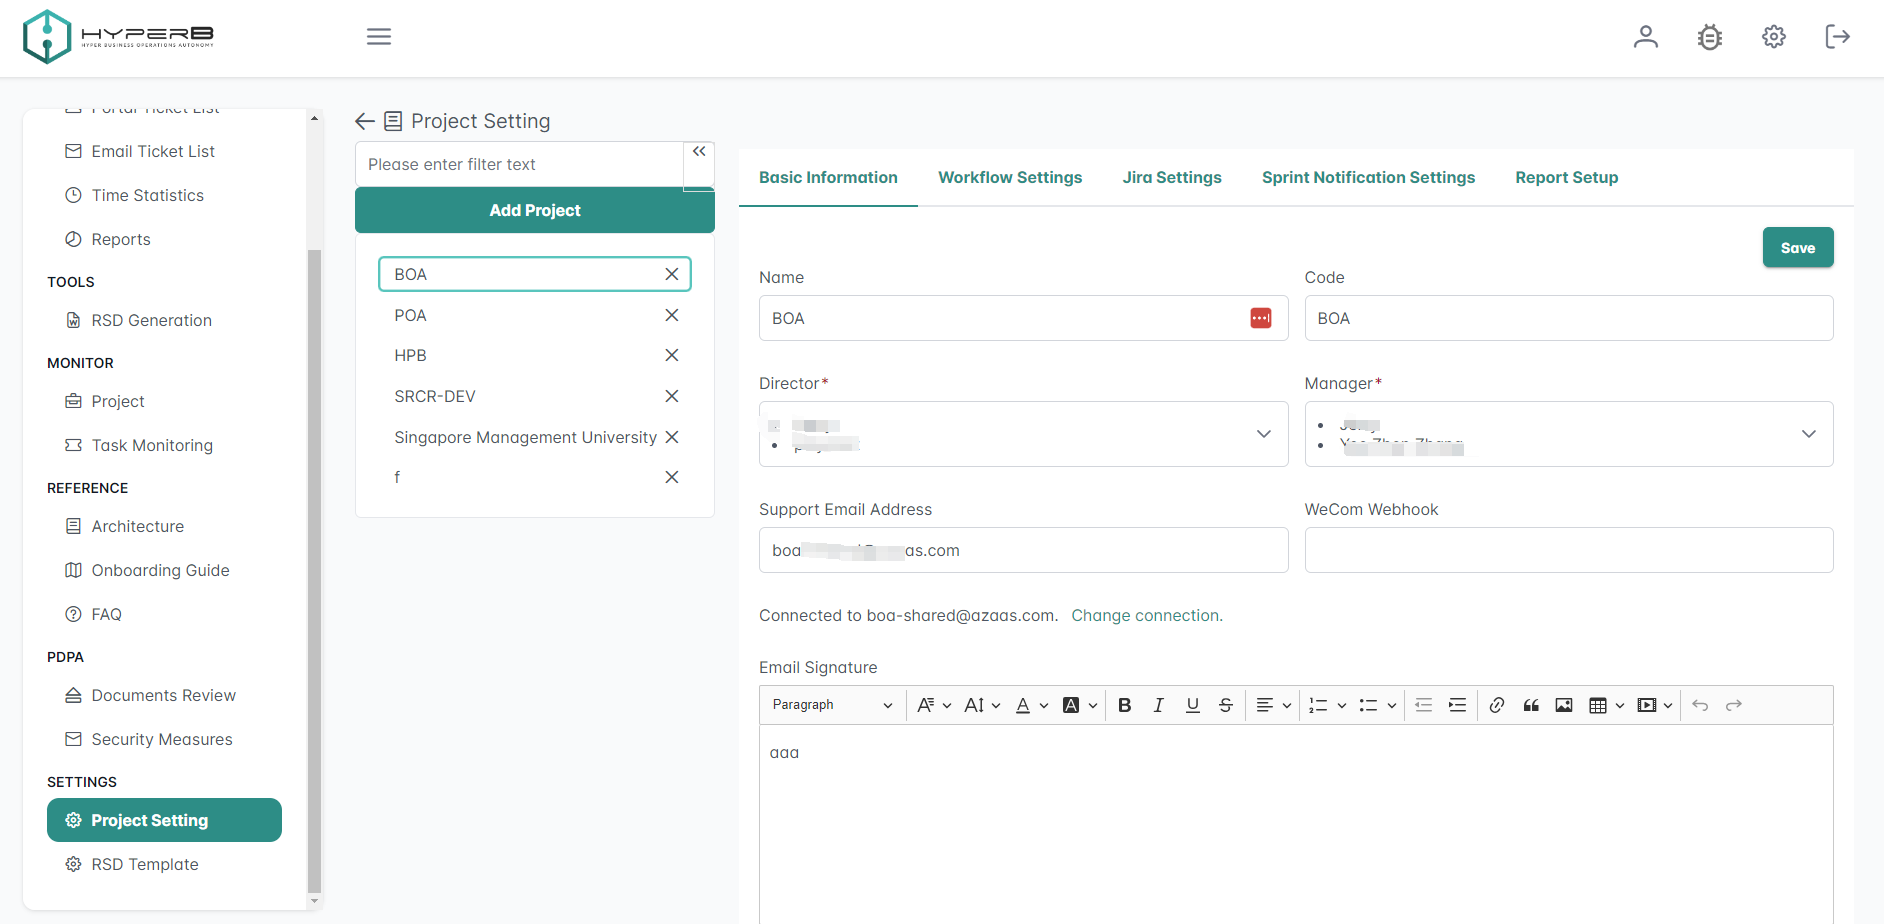 HYPERB
HYPER BUSINESS OPERATIONS AUTONOMY
Portal Ticket List
Email Ticket List
Time Statistics
Reports
TOOLS
RSD Generation
MONITOR
Project
Task Monitoring
REFERENCE
Architecture
Onboarding Guide
FAQ
PDPA
Documents Review
Security Measures
SETTINGS
Project Setting
RSD Template
Project Setting
Please enter filter text
Add Project
BOA
POA
HPB
SRCR-DEV
Singapore Management University
f
Basic Information Workflow Settings Jira Settings Sprint Notification Settings Report Setup
Save
Name Code
BOA BOA
Director* Manager*
Support Email Address WeCom Webhook
boa as.com
Connected to boa-shared@azaas.com. Change connection.
Email Signature
Paragraph
aaa